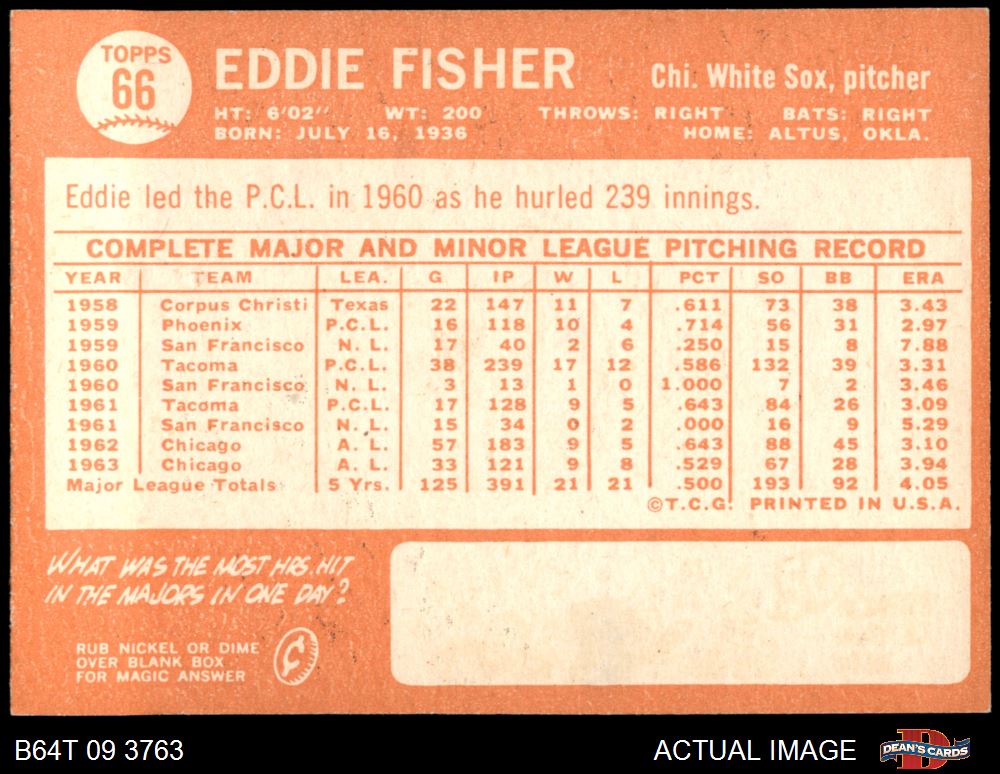 TOPPS
66
EDDIE FISHER
Chi. White Sox, pitcher
HT: 6'02" WT: 200 THROWS: RIGHT BATS: RIGHT
BORN: JULY 16, 1936 HOME: ALTUS, OKLA.
Eddie led the P.C.L. in 1960 as he hurled 239 innings.
COMPLETE MAJOR AND MINOR LEAGUE PITCHING RECORD
YEAR TEAM LEA. G IP W L PCT SO BB ERA
1958 Corpus Christi Texas 22 147 11 7 .611 73 38 3.43
1959 Phoenix P.C.L. 16 118 10 4 .714 56 31 2.97
1959 San Francisco N. L. 17 40 2 6 .250 15 8 7.88
1960 Tacoma P.C.L. 38 239 17 12 .586 132 39 3.31
1960 San Francisco N. L. 3 13 1 0 1.000 7 2 3.46
1961 Tacoma P.C.L. 17 128 9 5 .643 84 26 3.09
1961 San Francisco N. L. 15 34 0 2 .000 16 9 5.29
1962 Chicago A. L. 57 183 9 5 .643 88 45 3.10
1963 Chicago A. L. 33 121 9 8 .529 67 28 3.94
Major League Totals 5 Yrs. 125 391 21 21 .500 193 92 4.05
©T.C.G. PRINTED IN U.S.A.
WHAT WAS THE MOST HRS. HIT
IN THE MAJORS IN ONE DAY?
RUB NICKEL OR DIME
OVER BLANK BOX
FOR MAGIC ANSWER
¢
B64T 09 3763
ACTUAL IMAGE
DEAN'S CARDS